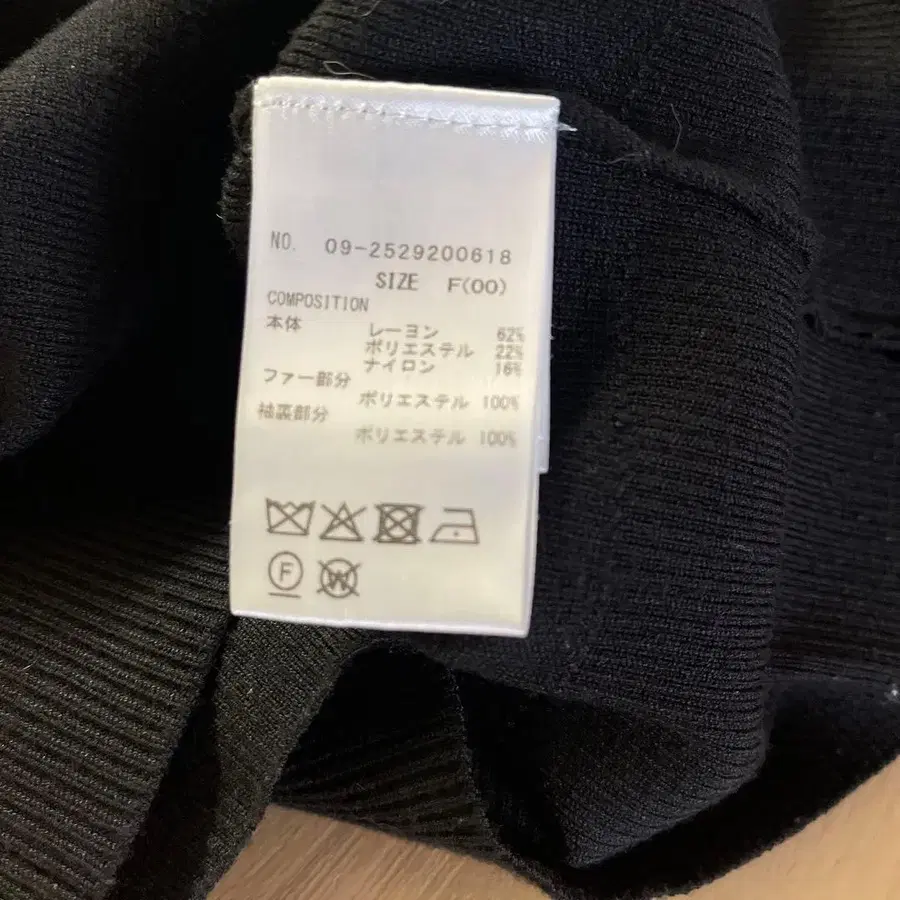 NO. 09-2529200618
SIZE F(00)
COMPOSITION
本体 レーヨン 62%
ポリエステル 22%
ナイロン 16%
ファー部分
ポリエステル 100%
袖裏部分
ポリエステル 100%
F W